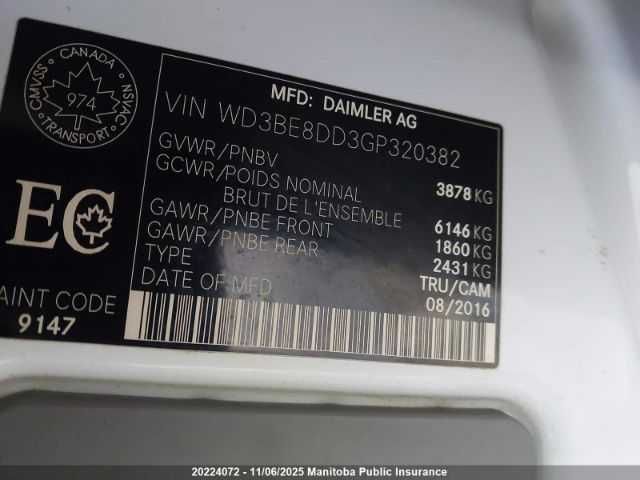 CANADA
CMVSS
NSVAC
974
TRANSPORT
EC
AINT CODE
9147
MFD: DAIMLER AG
VIN WD3BE8DD3GP320382
GVWR/PNBV 3878 KG
GCWR/POIDS NOMINAL
BRUT DE L'ENSEMBLE 6146 KG
GAWR/PNBE FRONT 1860 KG
GAWR/PNBE REAR 2431 KG
TYPE TRU/CAM
DATE OF MFD 08/2016
20224072 - 11/06/2025 Manitoba Public Insurance